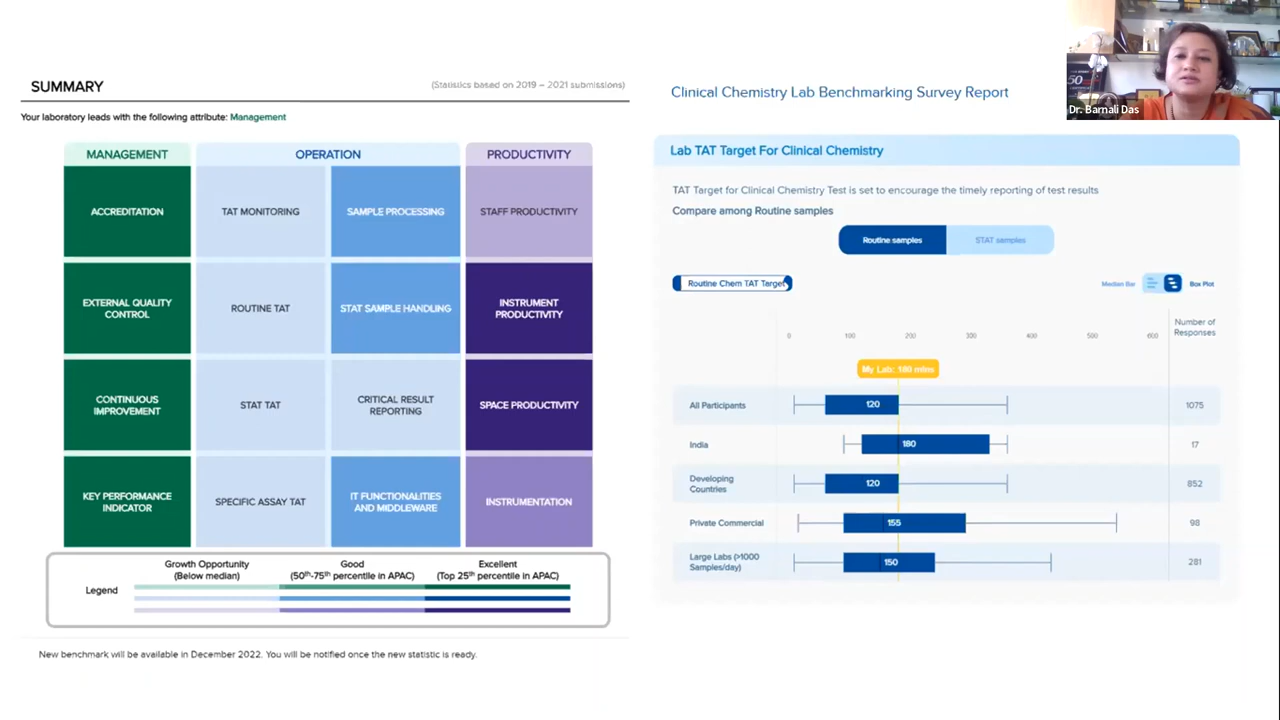 SUMMARY
(Statistics based on 2019 – 2021 submissions)
Your laboratory leads with the following attribute: Management
MANAGEMENT
OPERATION
PRODUCTIVITY
ACCREDITATION
TAT MONITORING
SAMPLE PROCESSING
STAFF PRODUCTIVITY
EXTERNAL QUALITY
CONTROL
ROUTINE TAT
STAT SAMPLE HANDLING
INSTRUMENT
PRODUCTIVITY
CONTINUOUS
IMPROVEMENT
STAT TAT
CRITICAL RESULT
REPORTING
SPACE PRODUCTIVITY
KEY PERFORMANCE
INDICATOR
SPECIFIC ASSAY TAT
IT FUNCTIONALITIES
AND MIDDLEWARE
INSTRUMENTATION
Legend
Growth Opportunity
(Below median)
Good
(50th-75th percentile in APAC)
Excellent
(Top 25th percentile in APAC)
New benchmark will be available in December 2022. You will be notified once the new statistic is ready.
Clinical Chemistry Lab Benchmarking Survey Report
Lab TAT Target For Clinical Chemistry
TAT Target for Clinical Chemistry Test is set to encourage the timely reporting of test results
Compare among Routine samples
Routine samples
STAT samples
Routine Chem TAT Target
Median Bar
Box Plot
0 100 200 300 400 500 600
Number of
Responses
My Lab: 180 mins
All Participants 120 1075
India 180 17
Developing
Countries
120 852
Private Commercial 155 98
Large Labs (>1000
Samples/day)
150 281
50
Dr. Barnali Das